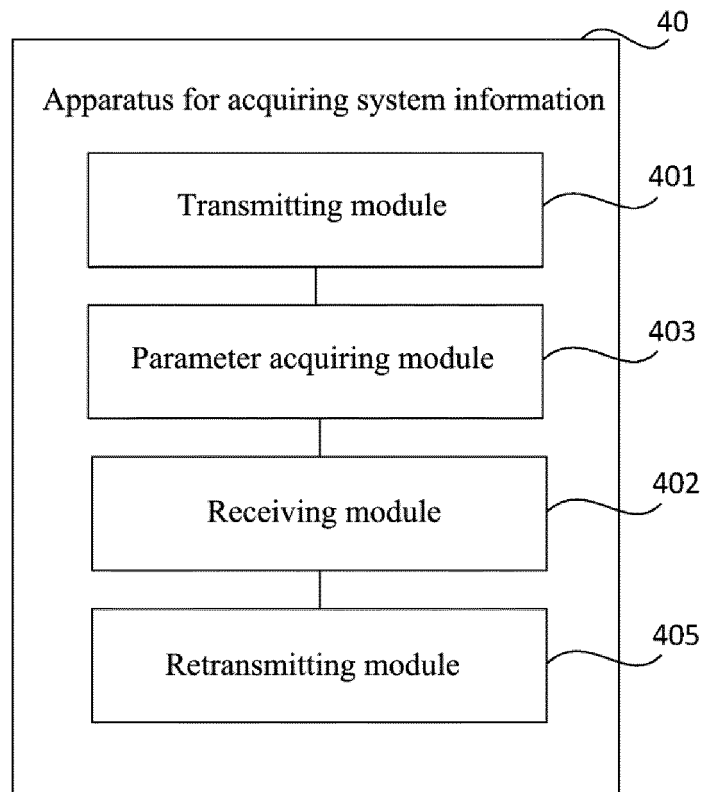 40
Apparatus for acquiring system information
Transmitting module
401
Parameter acquiring module
403
Receiving module
402
Retransmitting module
405